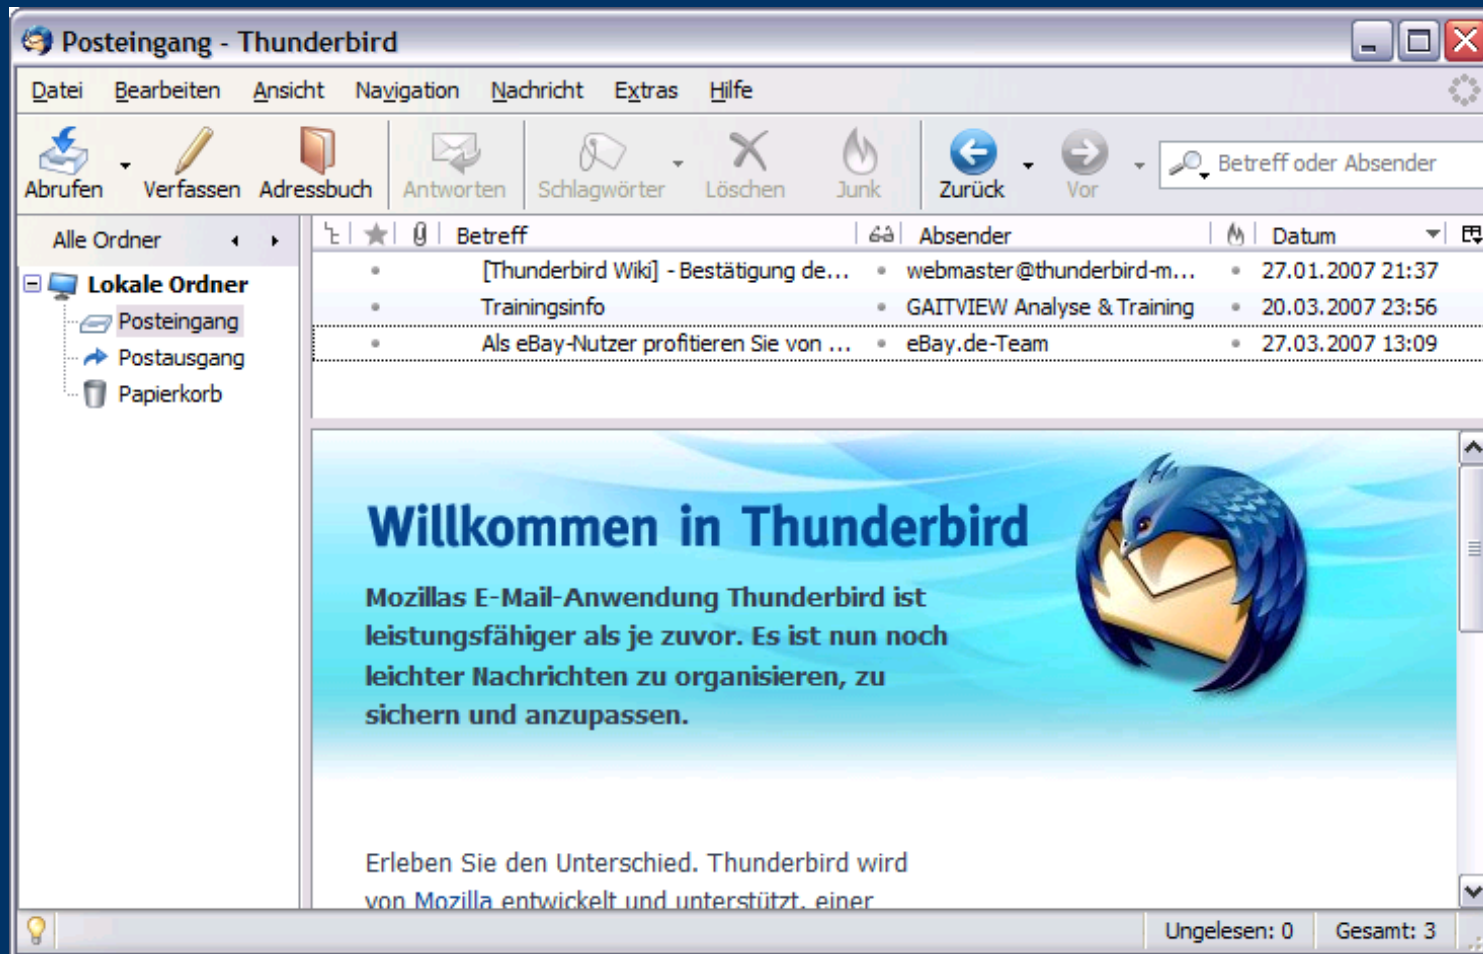 Posteingang - Thunderbird
Datei Bearbeiten Ansicht Navigation Nachricht Extras Hilfe
Abrufen Verfassen Adressbuch Antworten Schlagwörter Löschen Junk Zurück Vor Betreff oder Absender
Alle Ordner
Lokale Ordner
Posteingang
Postausgang
Papierkorb
Betreff Absender Datum
[Thunderbird Wiki] - Bestätigung de... webmaster@thunderbird-m... 27.01.2007 21:37
Trainingsinfo GAITVIEW Analyse & Training 20.03.2007 23:56
Als eBay-Nutzer profitieren Sie von ... eBay.de-Team 27.03.2007 13:09
Willkommen in Thunderbird
Mozillas E-Mail-Anwendung Thunderbird ist
leistungsfähiger als je zuvor. Es ist nun noch
leichter Nachrichten zu organisieren, zu
sichern und anzupassen.
Erleben Sie den Unterschied. Thunderbird wird
von Mozilla entwickelt und unterstützt, einer
Ungelesen: 0 Gesamt: 3